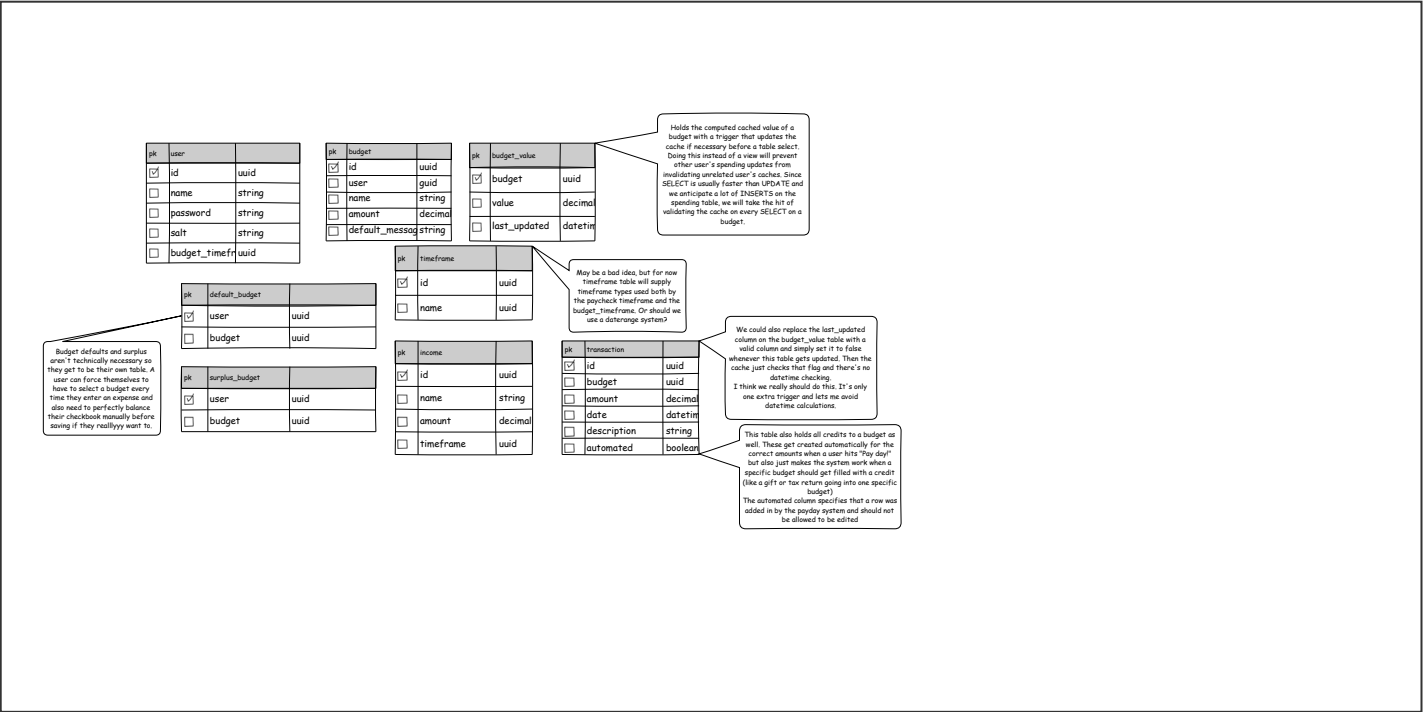 pk user
id uuid
name string
password string
salt string
budget_timefr uuid
pk budget
id uuid
user guid
name string
amount decimal
default_messag string
pk budget_value
budget uuid
value decimal
last_updated datetim
Holds the computed cached value of a
budget with a trigger that updates the
cache if necessary before a table select.
Doing this instead of a view will prevent
other user's spending updates from
invalidating unrelated user's caches. Since
SELECT is usually faster than UPDATE and
we anticipate a lot of INSERTS on the
spending table, we will take the hit of
validating the cache on every SELECT on a
budget.
pk timeframe
id uuid
name uuid
May be a bad idea, but for now
timeframe table will supply
timeframe types used both by
the paycheck timeframe and the
budget_timeframe. Or should we
use a daterange system?
pk default_budget
user uuid
budget uuid
Budget defaults and surplus
aren't technically necessary so
they get to be their own table. A
user can force themselves to
have to select a budget every
time they enter an expense and
also need to perfectly balance
their checkbook manually before
saving if they realllyyy want to.
pk surplus_budget
user uuid
budget uuid
pk income
id uuid
name string
amount decimal
timeframe uuid
pk transaction
id uuid
budget uuid
amount decimal
date datetim
description string
automated boolean
We could also replace the last_updated
column on the budget_value table with a
valid column and simply set it to false
whenever this table gets updated. Then the
cache just checks that flag and there's no
datetime checking.
I think we really should do this. It's only
one extra trigger and lets me avoid
datetime calculations.
This table also holds all credits to a budget as
well. These get created automatically for the
correct amounts when a user hits "Pay day!"
but also just makes the system work when a
specific budget should get filled with a credit
(like a gift or tax return going into one specific
budget)
The automated column specifies that a row was
added in by the payday system and should not
be allowed to be edited